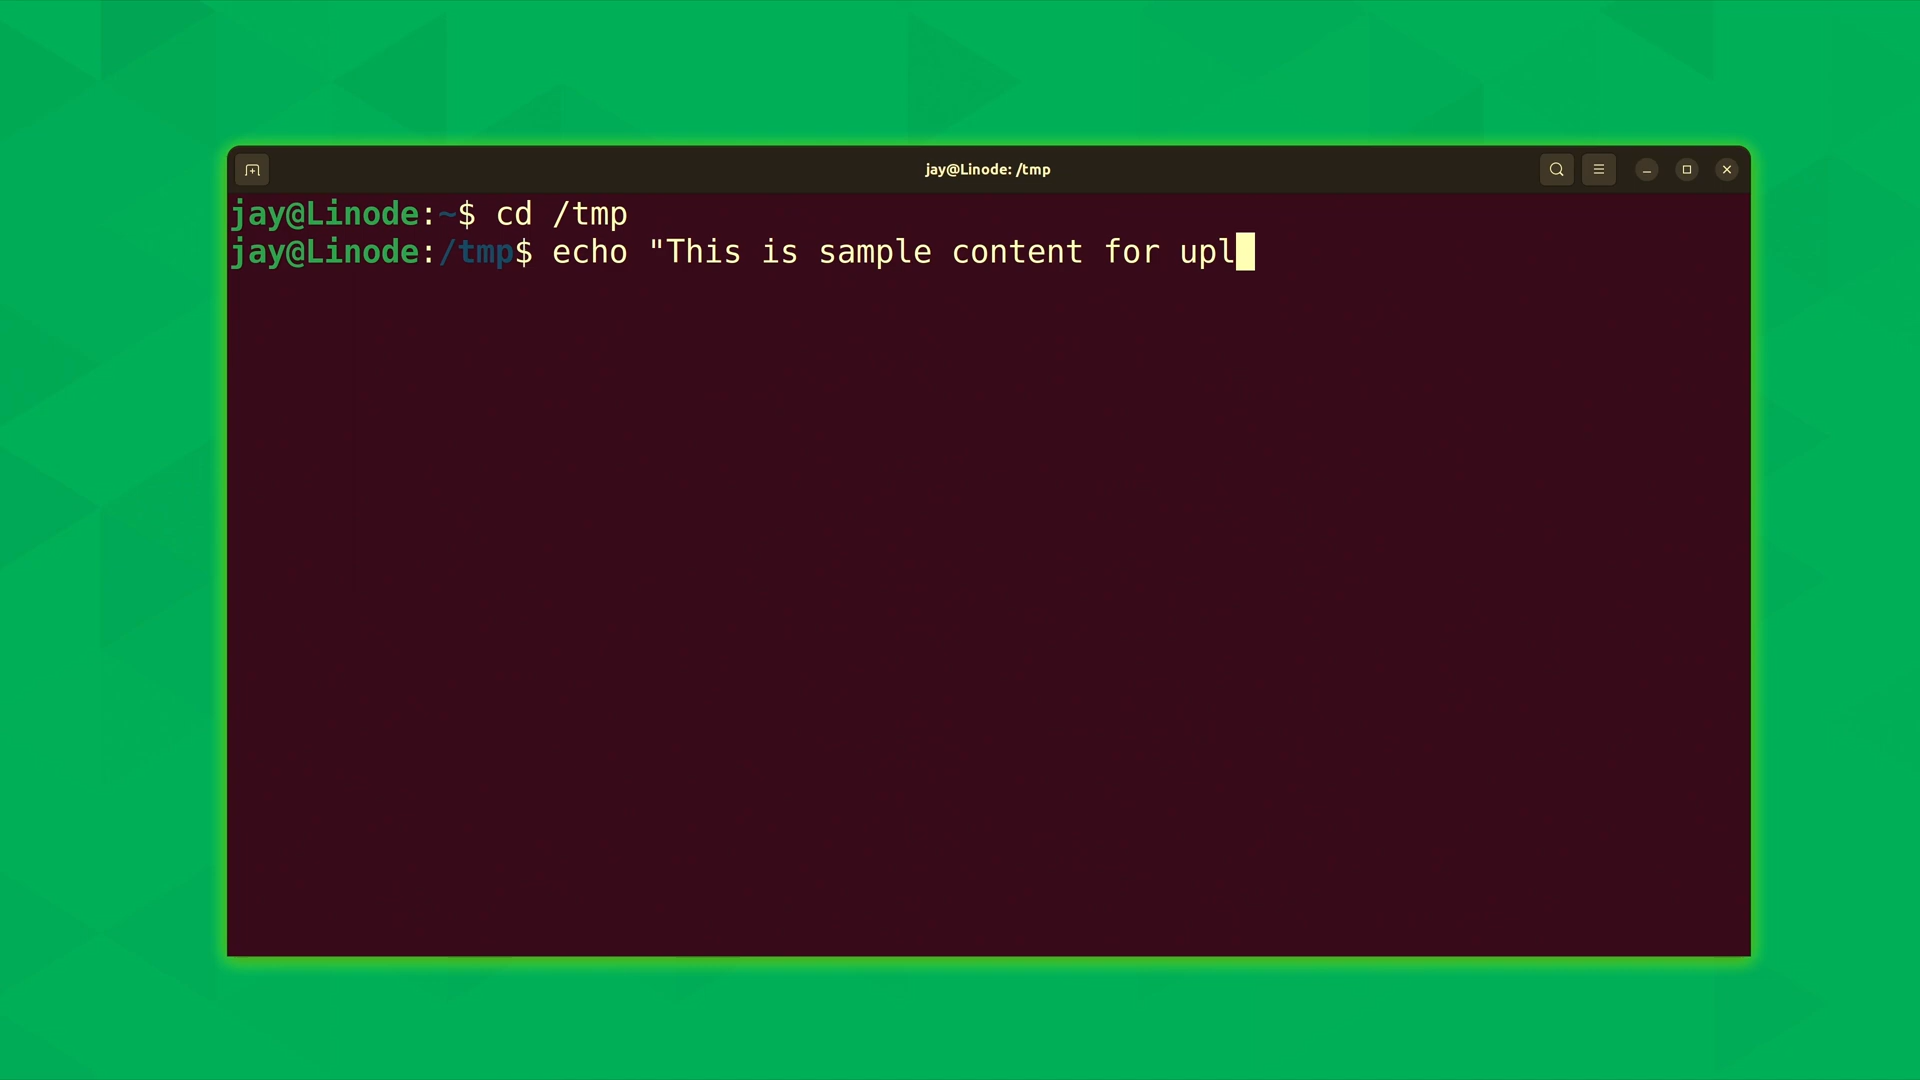 jay@Linode: /tmp
jay@Linode:~$ cd /tmp
jay@Linode:/tmp$ echo "This is sample content for upl